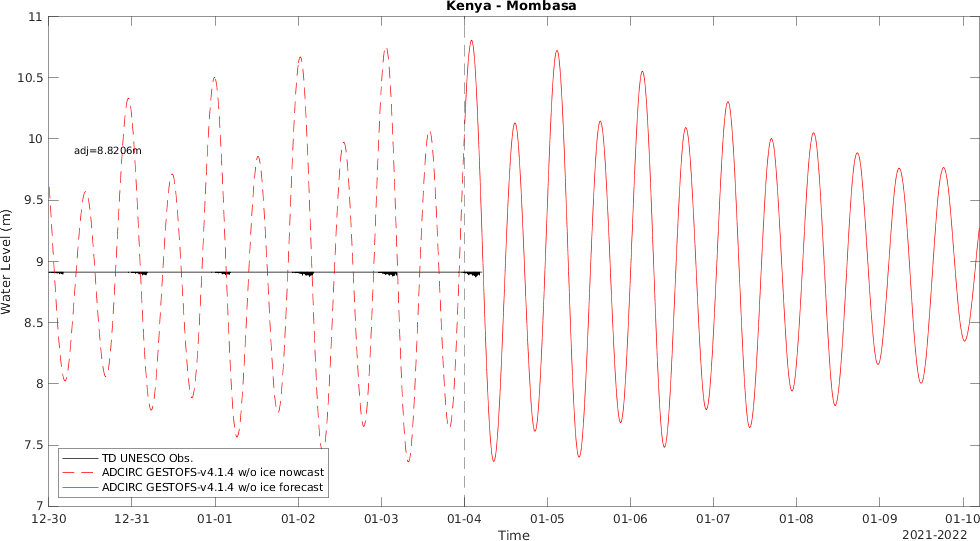 Kenya - Mombasa
11
10.5
10
9.5
9
8.5
8
7.5
7
Water Level (m)
adj=8.8206m
TD UNESCO Obs.
ADCIRC GESTOFS-v4.1.4 w/o ice nowcast
ADCIRC GESTOFS-v4.1.4 w/o ice forecast
12-30 12-31 01-01 01-02 01-03 01-04 01-05 01-06 01-07 01-08 01-09 01-10
Time
2021-2022